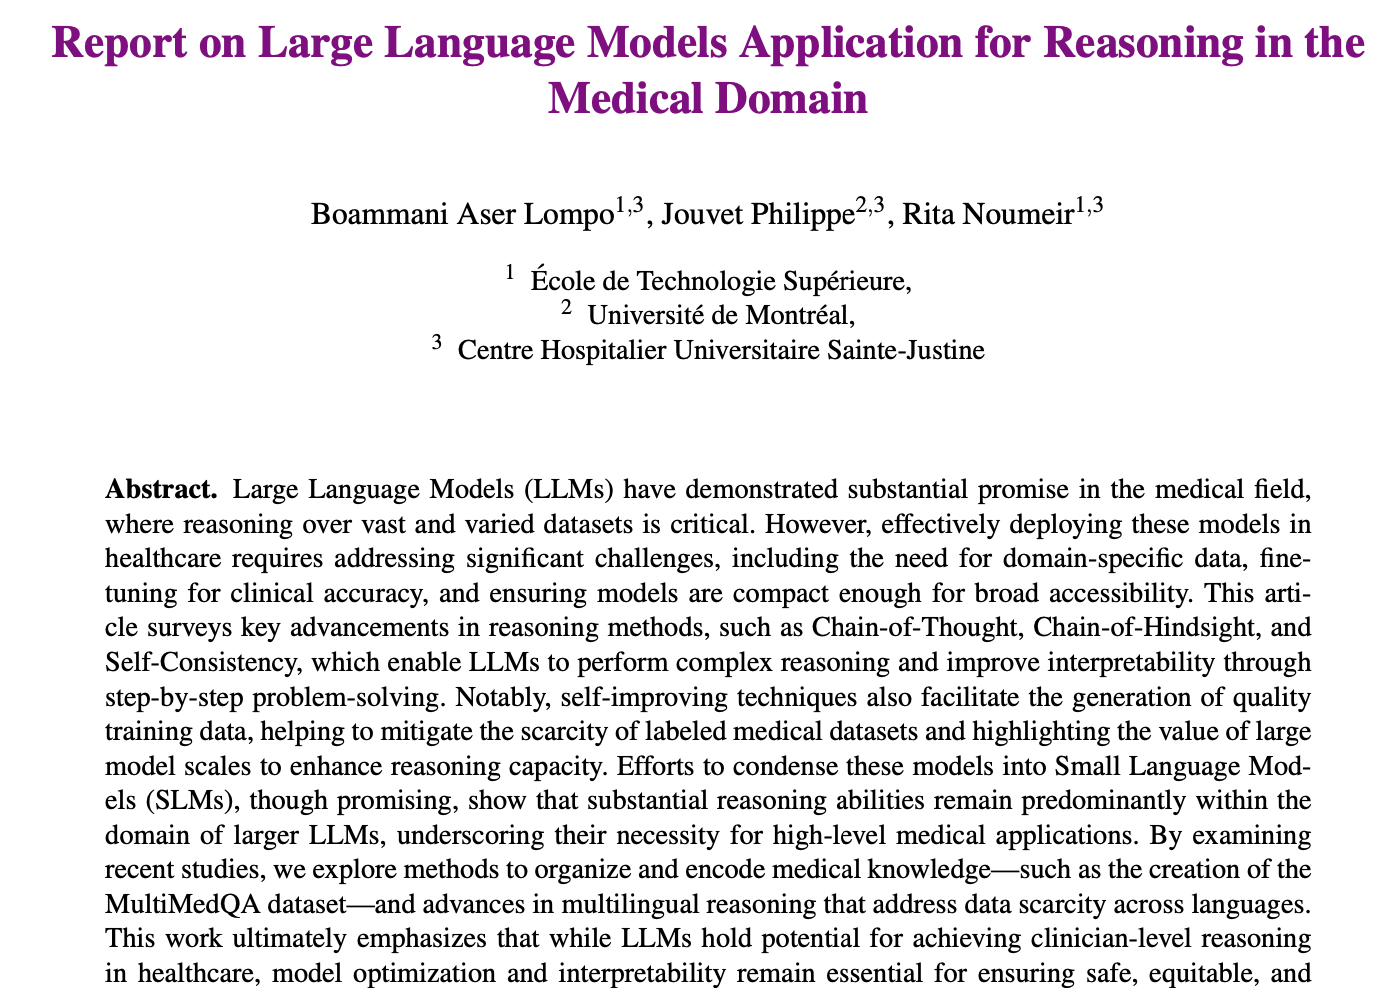 Report on Large Language Models Application for Reasoning in the
Medical Domain
Boammani Aser Lompo1,3, Jouvet Philippe2,3, Rita Noumeir1,3
1 École de Technologie Supérieure,
2 Université de Montréal,
3 Centre Hospitalier Universitaire Sainte-Justine
Abstract. Large Language Models (LLMs) have demonstrated substantial promise in the medical field,
where reasoning over vast and varied datasets is critical. However, effectively deploying these models in
healthcare requires addressing significant challenges, including the need for domain-specific data, fine-
tuning for clinical accuracy, and ensuring models are compact enough for broad accessibility. This arti-
cle surveys key advancements in reasoning methods, such as Chain-of-Thought, Chain-of-Hindsight, and
Self-Consistency, which enable LLMs to perform complex reasoning and improve interpretability through
step-by-step problem-solving. Notably, self-improving techniques also facilitate the generation of quality
training data, helping to mitigate the scarcity of labeled medical datasets and highlighting the value of large
model scales to enhance reasoning capacity. Efforts to condense these models into Small Language Mod-
els (SLMs), though promising, show that substantial reasoning abilities remain predominantly within the
domain of larger LLMs, underscoring their necessity for high-level medical applications. By examining
recent studies, we explore methods to organize and encode medical knowledge—such as the creation of the
MultiMedQA dataset—and advances in multilingual reasoning that address data scarcity across languages.
This work ultimately emphasizes that while LLMs hold potential for achieving clinician-level reasoning
in healthcare, model optimization and interpretability remain essential for ensuring safe, equitable, and